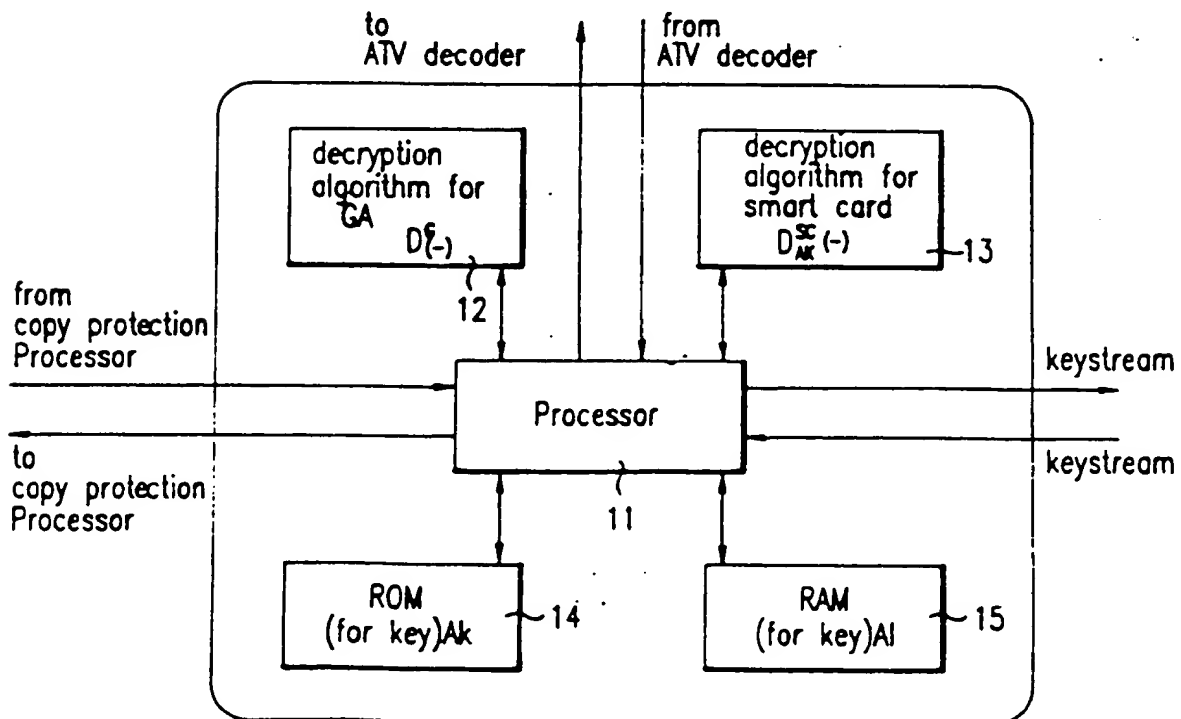 to
ATV decoder
from
ATV decoder
decryption
algorithm for
GA
12
decryption
algorithm for
smart card
D^SC_AK(-)
13
from
copy protection
Processor
keystream
Processor
11
to
copy protection
Processor
keystream
ROM
(for key)Ak
14
RAM
(for key)Al
15